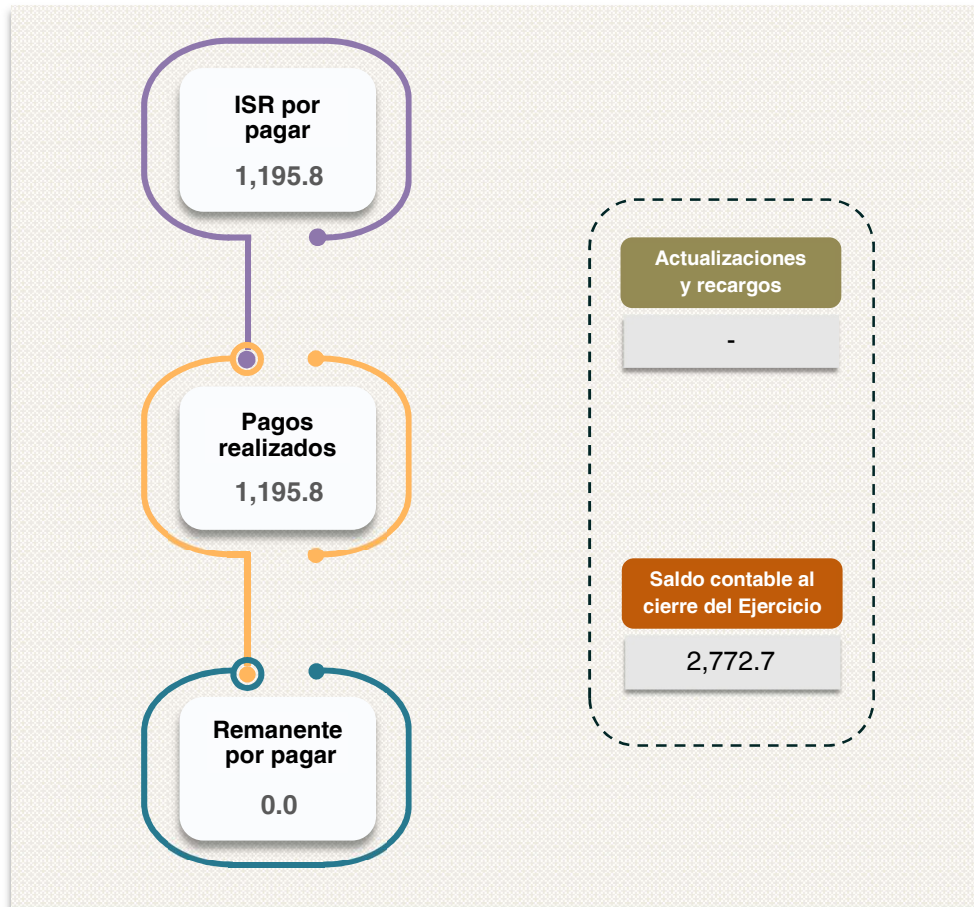 ISR por
pagar
1,195.8
Pagos
realizados
1,195.8
Remanente
por pagar
0.0
Actualizaciones
y recargos
-
Saldo contable al
cierre del Ejercicio
2,772.7